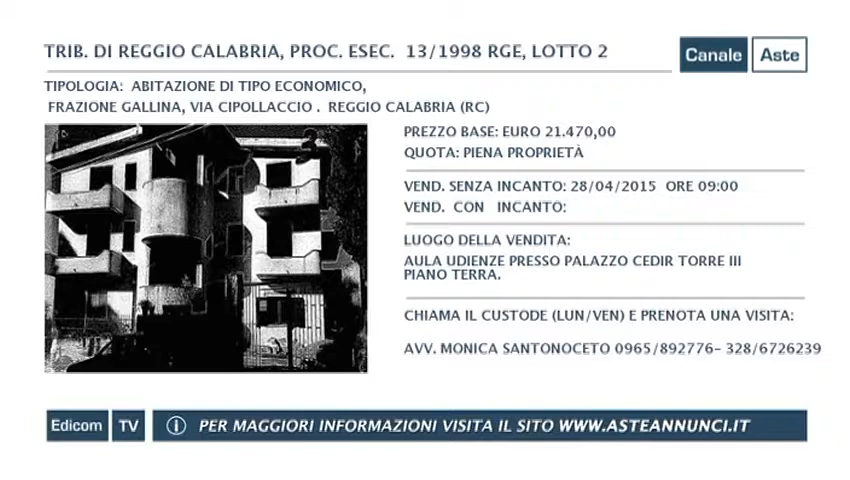 TRIB. DI REGGIO CALABRIA, PROC. ESEC. 13/1998 RGE, LOTTO 2
Canale Aste
TIPOLOGIA: ABITAZIONE DI TIPO ECONOMICO,
FRAZIONE GALLINA, VIA CIPOLLACCIO . REGGIO CALABRIA (RC)
PREZZO BASE: EURO 21.470,00
QUOTA: PIENA PROPRIETÀ
VEND. SENZA INCANTO: 28/04/2015 ORE 09:00
VEND. CON INCANTO:
LUOGO DELLA VENDITA:
AULA UDIENZE PRESSO PALAZZO CEDIR TORRE III
PIANO TERRA.
CHIAMA IL CUSTODE (LUN/VEN) E PRENOTA UNA VISITA:
AVV. MONICA SANTONOCETO 0965/892776– 328/6726239
Edicom TV
PER MAGGIORI INFORMAZIONI VISITA IL SITO WWW.ASTEANNUNCI.IT